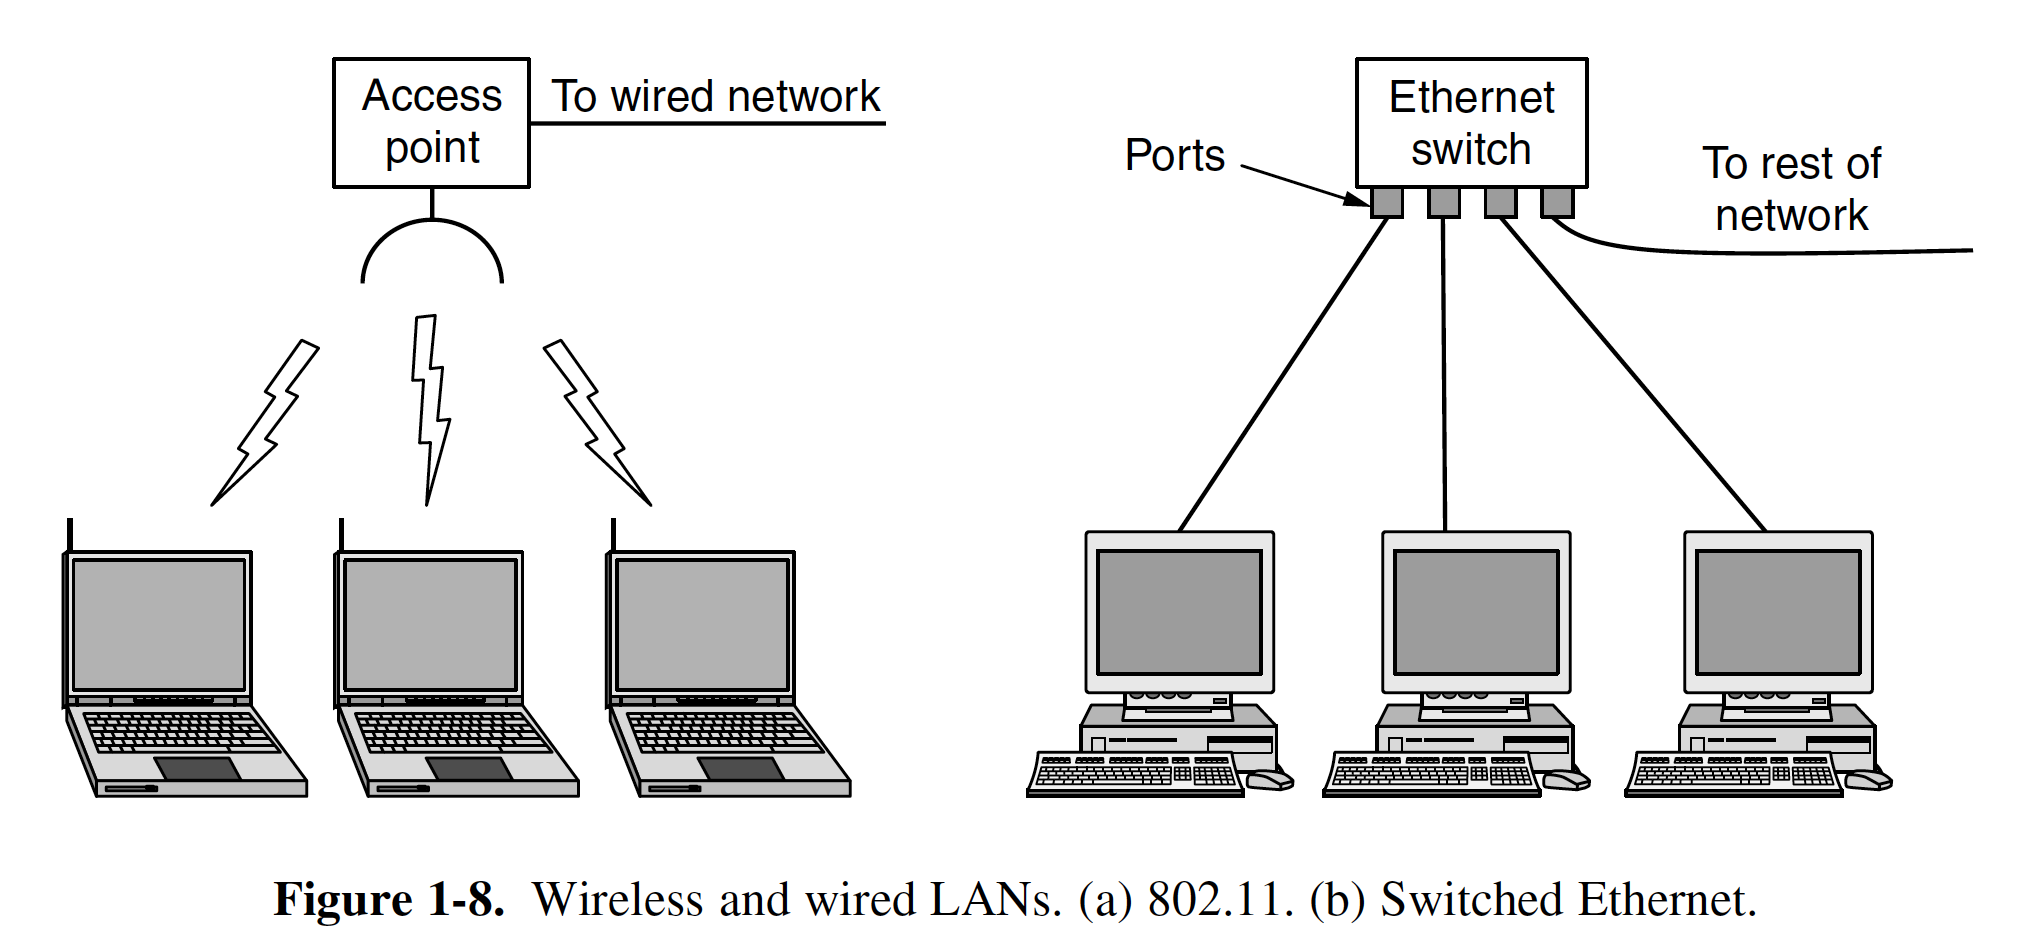 Access
point
To wired network
Ports
Ethernet
switch
To rest of
network
Figure 1-8. Wireless and wired LANs. (a) 802.11. (b) Switched Ethernet.